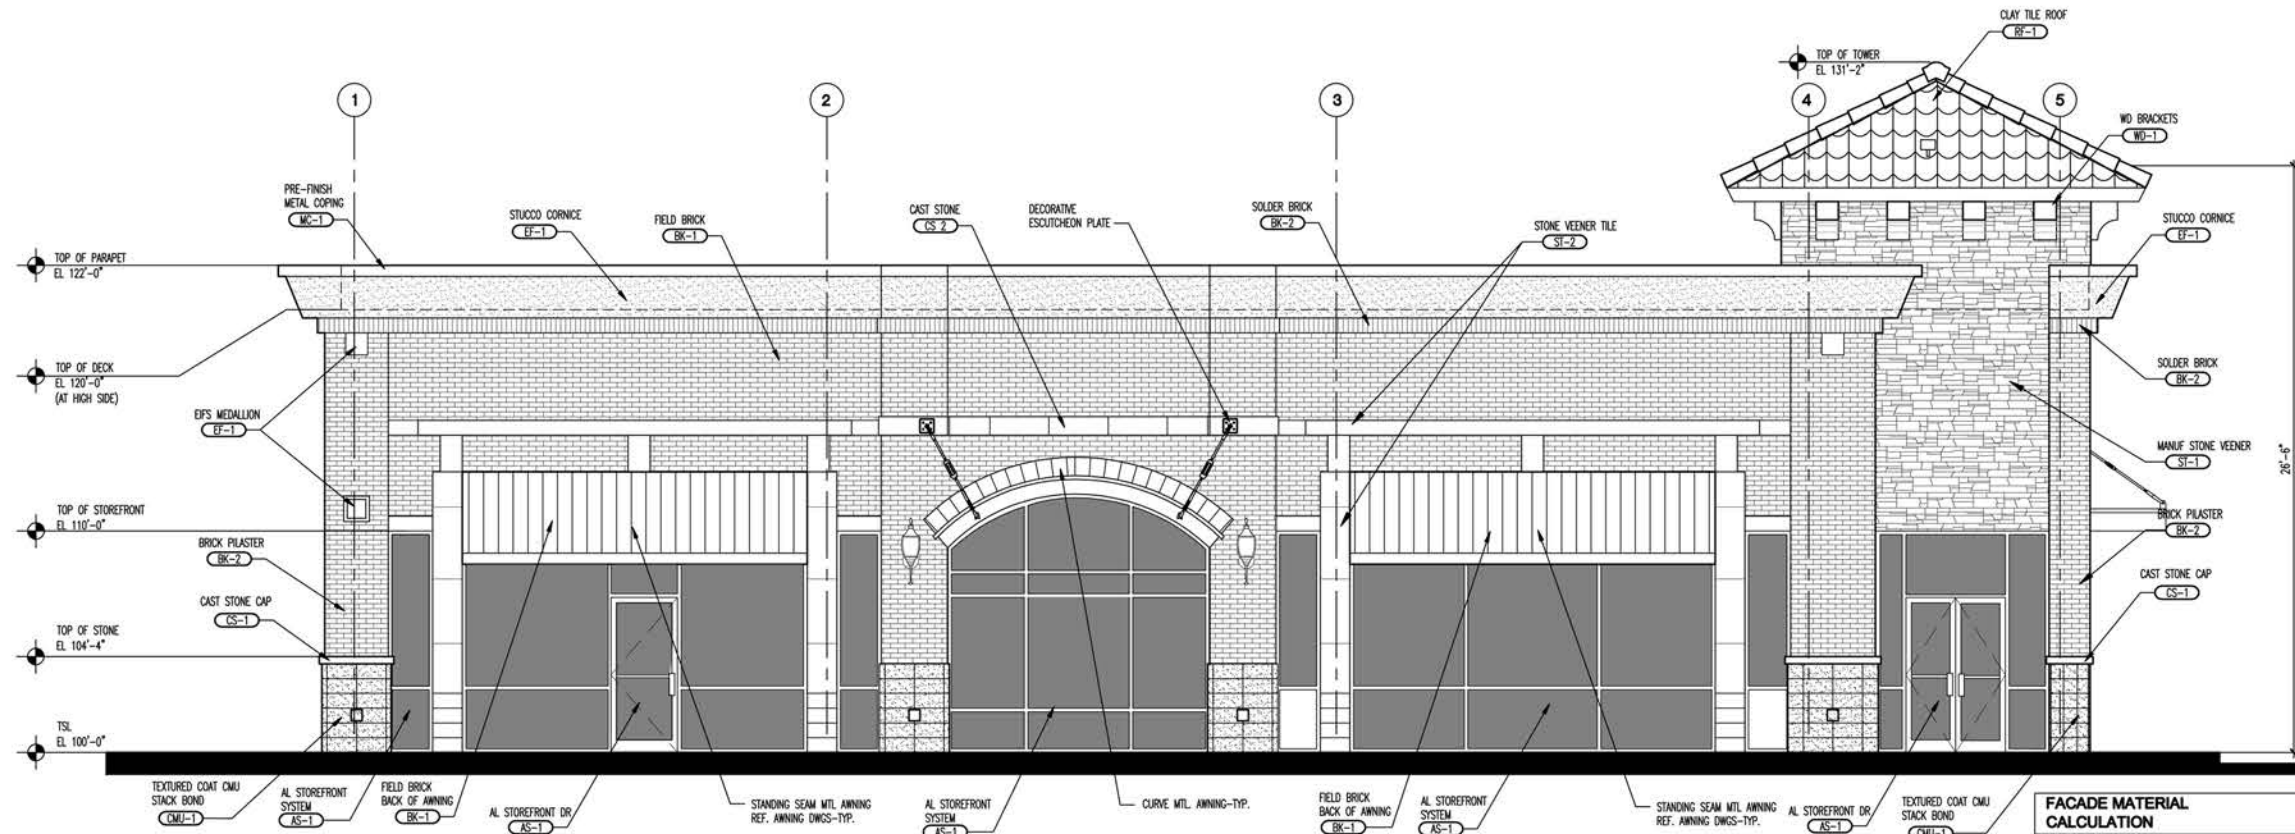 CLAY TILE ROOF
RF-1
TOP OF TOWER
EL 131'-2"
1
2
3
4
5
WD BRACKETS
WD-1
PRE-FINISH
METAL COPING
MC-1
STUCCO CORNICE
EF-1
FIELD BRICK
BK-1
CAST STONE
CS 2
DECORATIVE
ESCUTCHEON PLATE
SOLDER BRICK
BK-2
STONE VEENER TILE
ST-2
STUCCO CORNICE
EF-1
TOP OF PARAPET
EL 122'-0"
TOP OF DECK
EL 120'-0"
(AT HIGH SIDE)
SOLDER BRICK
BK-2
EIFS MEDALLION
EF-1
MANUF STONE VEENER
ST-1
26'-6"
TOP OF STOREFRONT
EL 110'-0"
BRICK PILASTER
BK-2
BRICK PILASTER
BK-2
CAST STONE CAP
CS-1
CAST STONE CAP
CS-1
TOP OF STONE
EL 104'-4"
TSL
EL 100'-0"
TEXTURED COAT CMU
STACK BOND
CMU-1
AL STOREFRONT
SYSTEM
AS-1
FIELD BRICK
BACK OF AWNING
BK-1
AL STOREFRONT DR
AS-1
STANDING SEAM MTL AWNING
REF. AWNING DWGS-TYP.
AL STOREFRONT
SYSTEM
AS-1
CURVE MTL. AWNING-TYP.
FIELD BRICK
BACK OF AWNING
BK-1
AL STOREFRONT
SYSTEM
AS-1
STANDING SEAM MTL AWNING
REF. AWNING DWGS-TYP.
AL STOREFRONT DR
AS-1
TEXTURED COAT CMU
STACK BOND
CMU-1
FACADE MATERIAL
CALCULATION